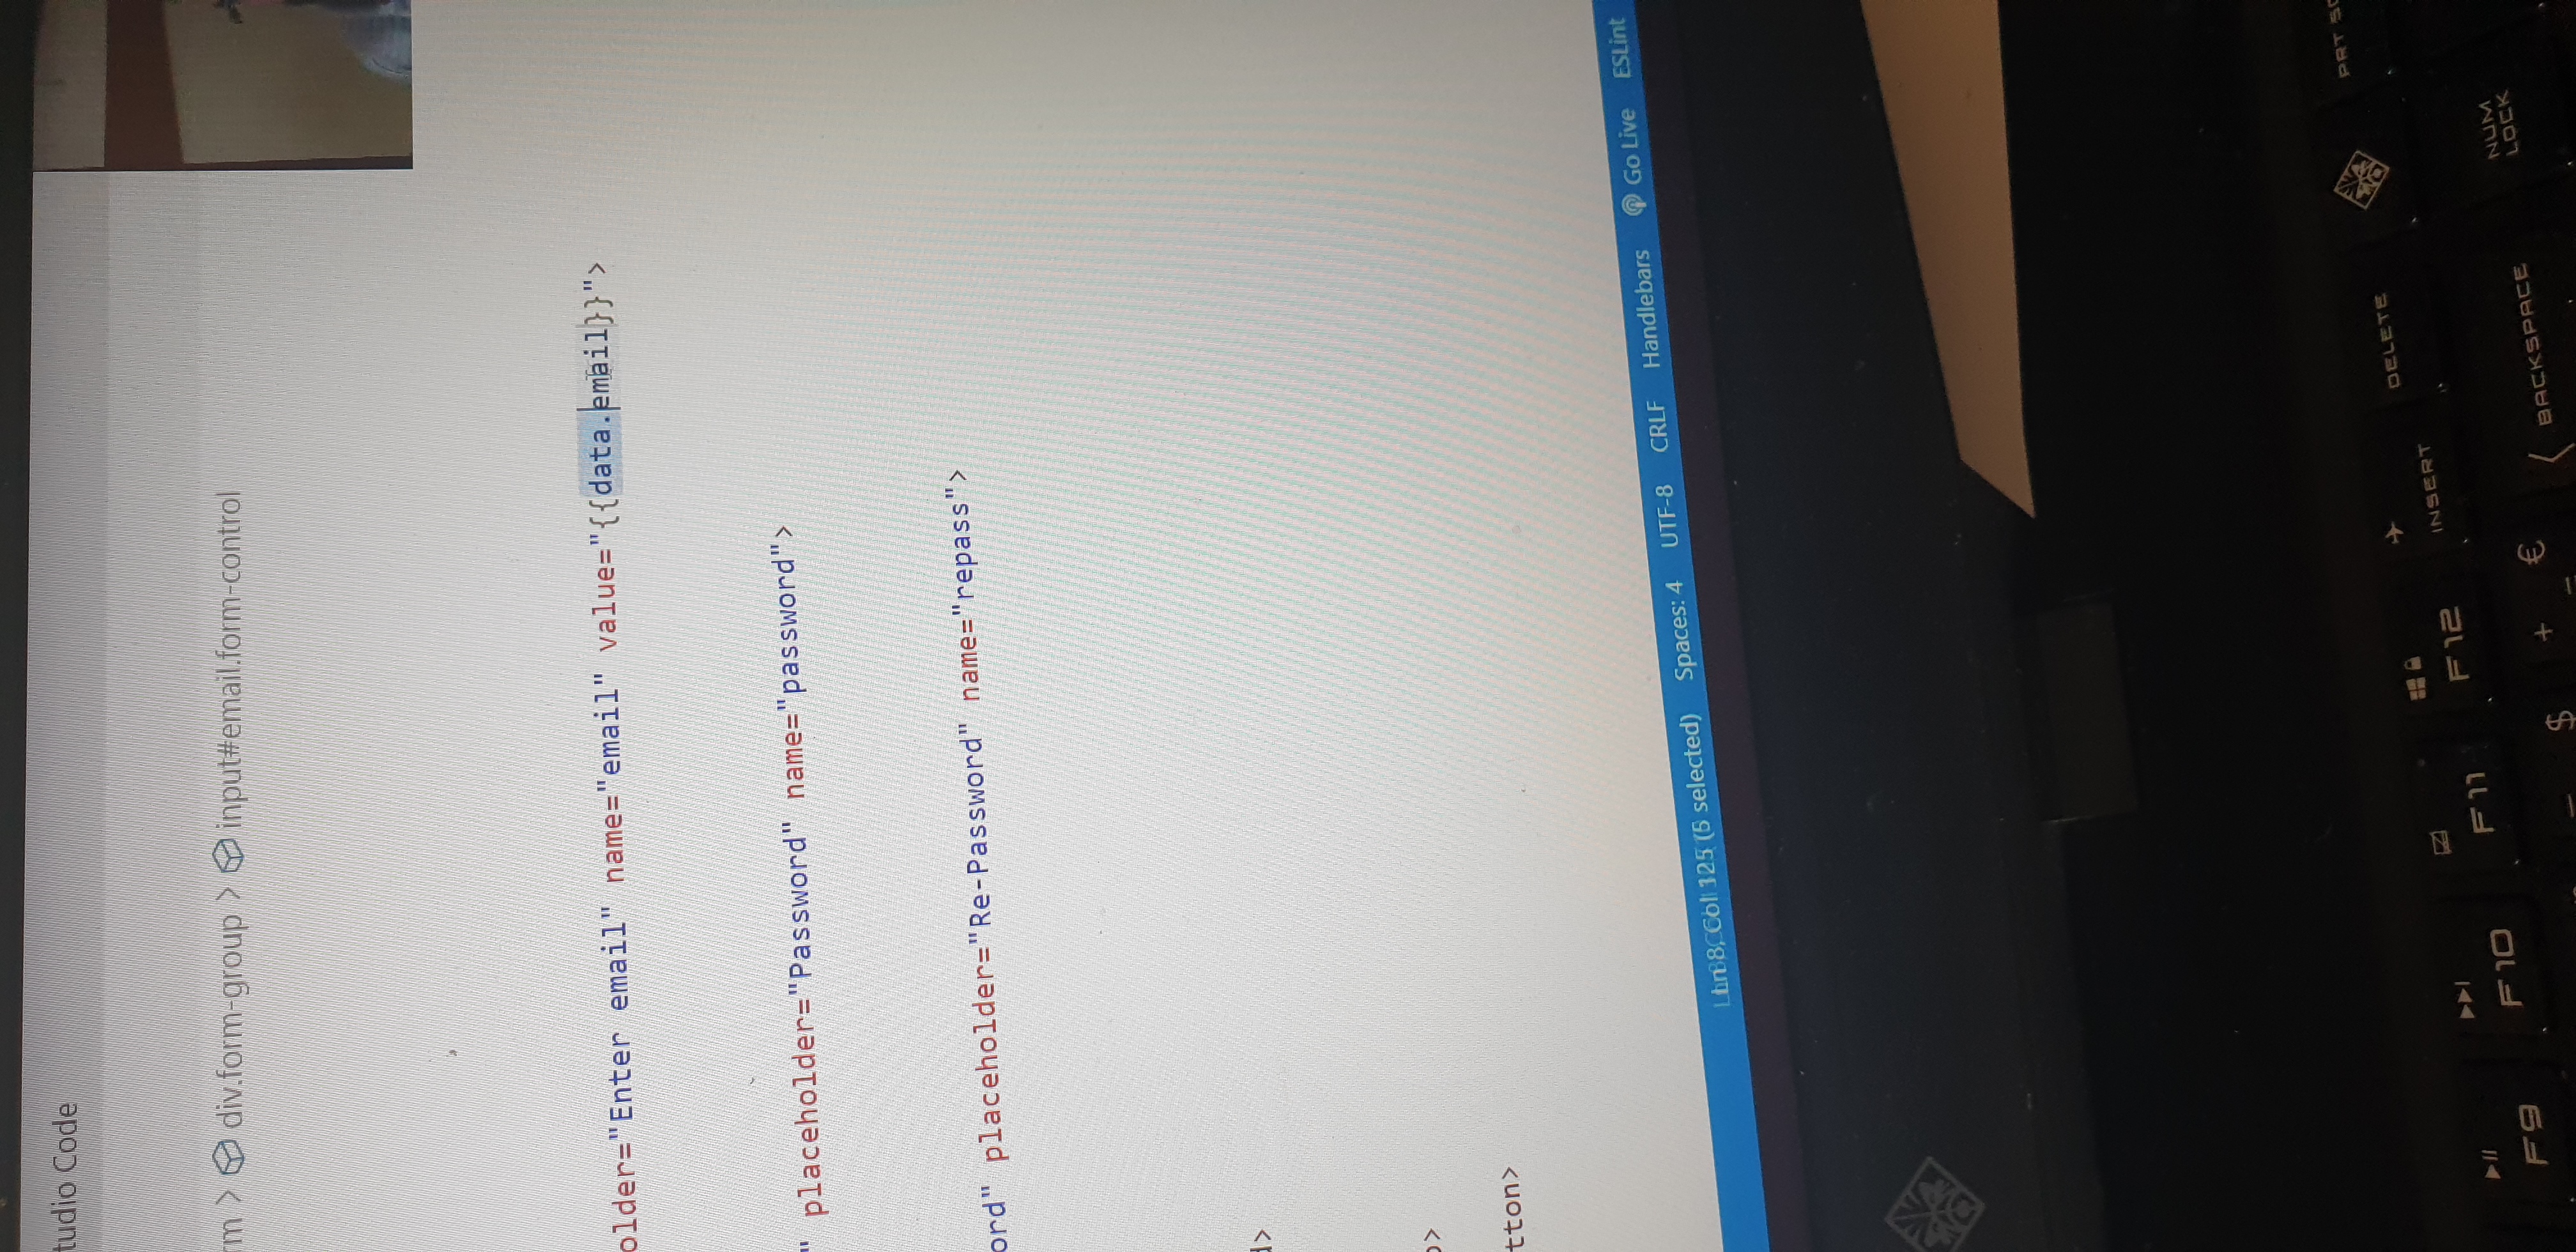 tudio Code
rm > div.form-group > input#email.form-control
older="Enter email" name="email" value="{{data.email}}">
" placeholder="Password" name="password">
ord" placeholder="Re-Password" name="repass">
d>
>
tton>
Col 125 (5 selected) Spaces: 4 UTF-8 CRLF Handlebars Go Live ESLint
PRT SC
DELETE
INSERT
F12
F11
F10
F9
NUM
LOCK
BACKSPACE
€
+
$